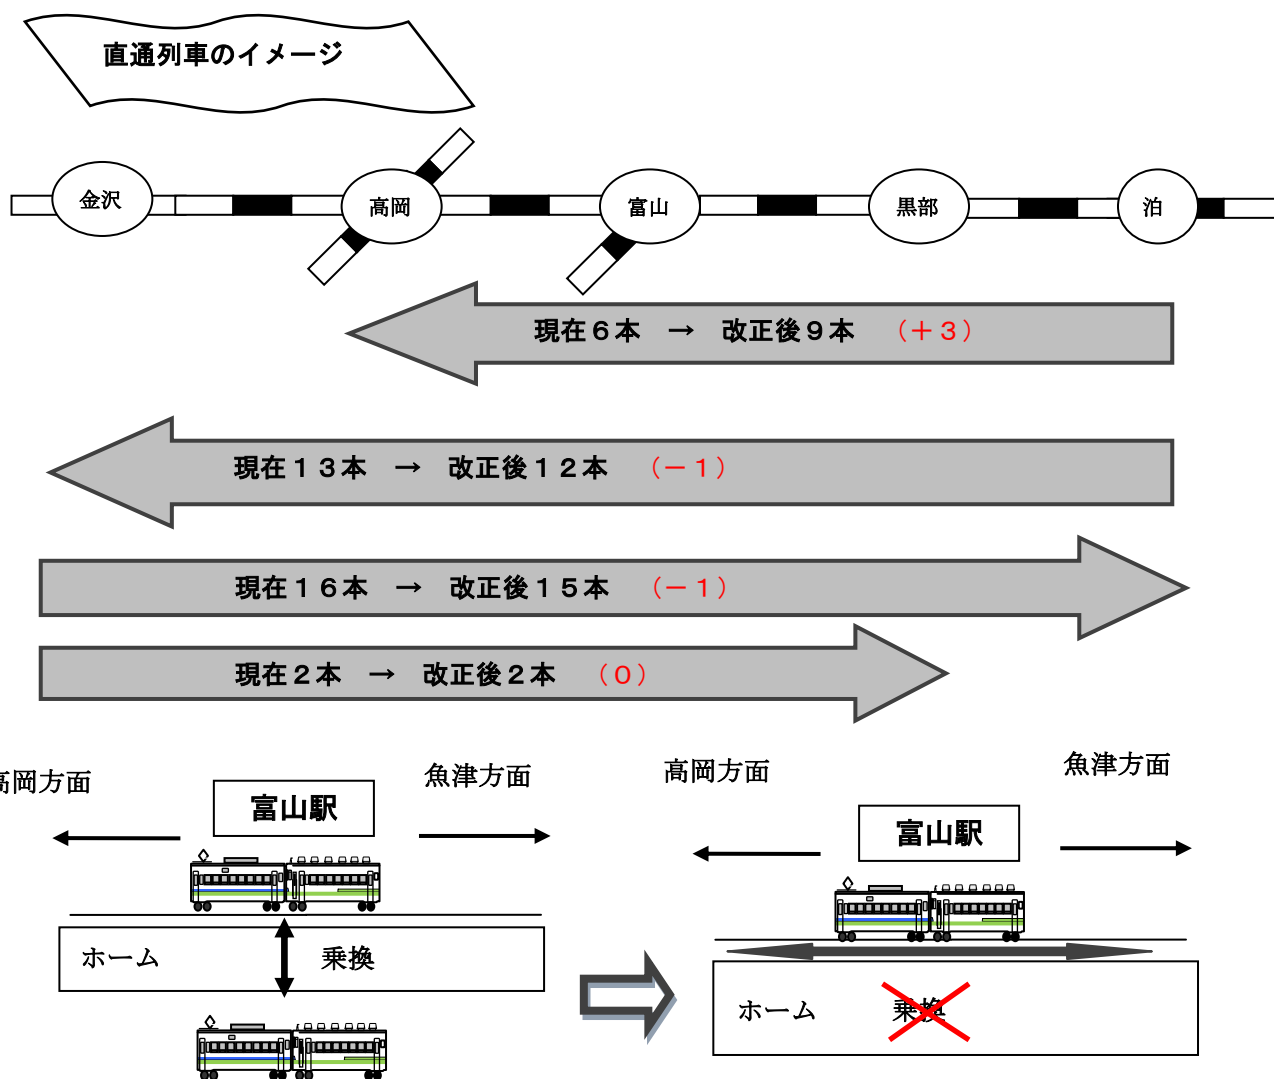 直通列車のイメージ
金沢
高岡
富山
黒部
泊
現在６本　→　改正後９本　（＋３）
現在１３本　→　改正後１２本　（－１）
現在１６本　→　改正後１５本　（－１）
現在２本　→　改正後２本　（０）
高岡方面
富山駅
魚津方面
ホーム
乗換
高岡方面
富山駅
魚津方面
ホーム
乗換